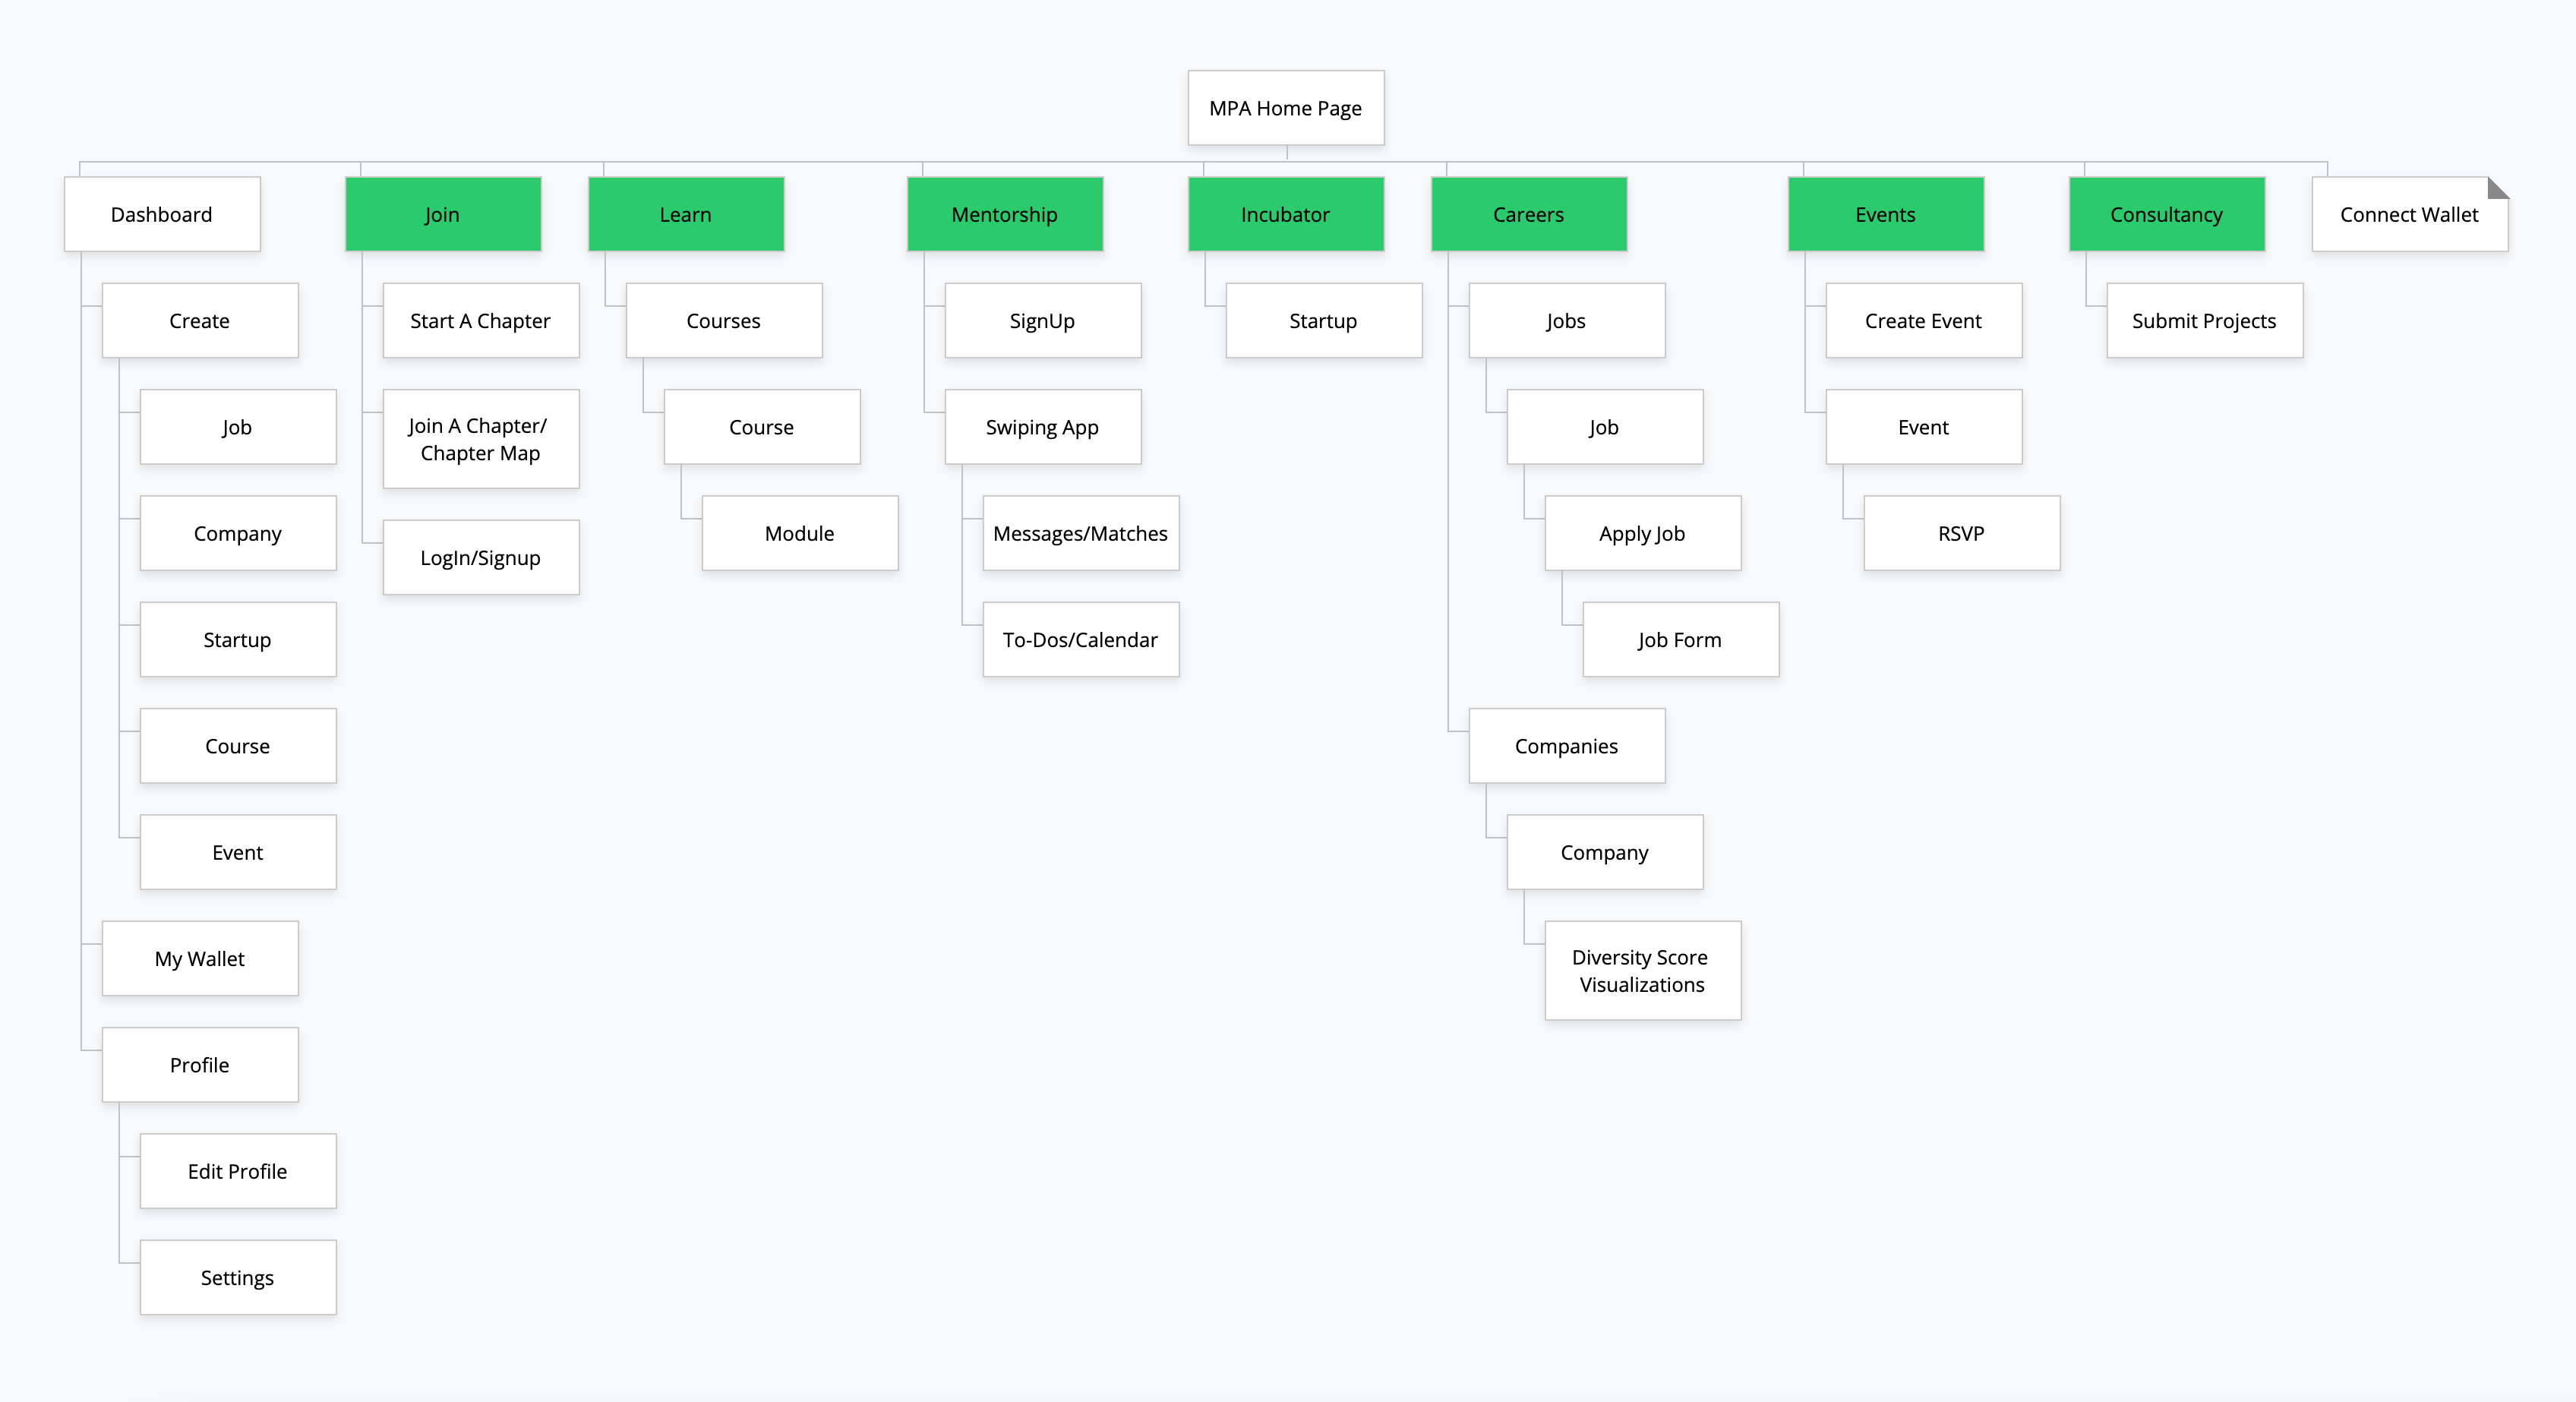 MPA Home Page
Dashboard
Create
Job
Company
Startup
Course
Event
My Wallet
Profile
Edit Profile
Settings
Join
Start A Chapter
Join A Chapter/
Chapter Map
LogIn/Signup
Learn
Courses
Course
Module
Mentorship
SignUp
Swiping App
Messages/Matches
To-Dos/Calendar
Incubator
Startup
Careers
Jobs
Job
Apply Job
Job Form
Companies
Company
Diversity Score
Visualizations
Events
Create Event
Event
RSVP
Consultancy
Submit Projects
Connect Wallet